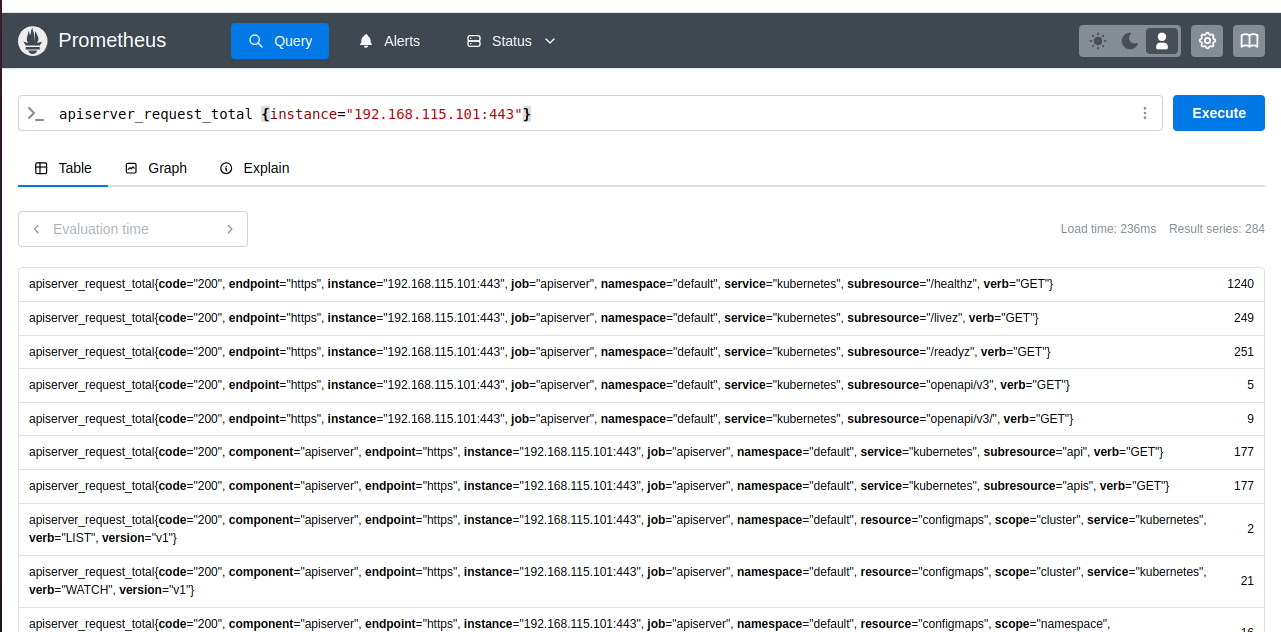 Prometheus
Query
Alerts
Status
apiserver_request_total {instance="192.168.115.101:443"}
Execute
Table
Graph
Explain
Evaluation time
Load time: 236ms Result series: 284
apiserver_request_total{code="200", endpoint="https", instance="192.168.115.101:443", job="apiserver", namespace="default", service="kubernetes", subresource="/healthz", verb="GET"} 1240
apiserver_request_total{code="200", endpoint="https", instance="192.168.115.101:443", job="apiserver", namespace="default", service="kubernetes", subresource="/livez", verb="GET"} 249
apiserver_request_total{code="200", endpoint="https", instance="192.168.115.101:443", job="apiserver", namespace="default", service="kubernetes", subresource="/readyz", verb="GET"} 251
apiserver_request_total{code="200", endpoint="https", instance="192.168.115.101:443", job="apiserver", namespace="default", service="kubernetes", subresource="openapi/v3", verb="GET"} 5
apiserver_request_total{code="200", endpoint="https", instance="192.168.115.101:443", job="apiserver", namespace="default", service="kubernetes", subresource="openapi/v3/", verb="GET"} 9
apiserver_request_total{code="200", component="apiserver", endpoint="https", instance="192.168.115.101:443", job="apiserver", namespace="default", service="kubernetes", subresource="api", verb="GET"} 177
apiserver_request_total{code="200", component="apiserver", endpoint="https", instance="192.168.115.101:443", job="apiserver", namespace="default", service="kubernetes", subresource="apis", verb="GET"} 177
apiserver_request_total{code="200", component="apiserver", endpoint="https", instance="192.168.115.101:443", job="apiserver", namespace="default", resource="configmaps", scope="cluster", service="kubernetes",
verb="LIST", version="v1"} 2
apiserver_request_total{code="200", component="apiserver", endpoint="https", instance="192.168.115.101:443", job="apiserver", namespace="default", resource="configmaps", scope="cluster", service="kubernetes",
verb="WATCH", version="v1"} 21
apiserver_request_total{code="200", component="apiserver", endpoint="https", instance="192.168.115.101:443", job="apiserver", namespace="default", resource="configmaps", scope="namespace",